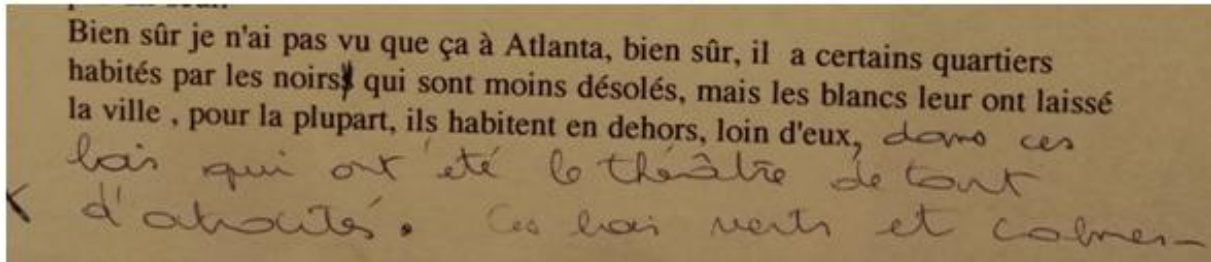 Bien sûr je n'ai pas vu que ça à Atlanta, bien sûr, il a certains quartiers
habités par les noirs qui sont moins désolés, mais les blancs leur ont laissé
la ville , pour la plupart, ils habitent en dehors, loin d'eux, dans ces
bois qui ont été le théâtre de tant
d'atrocités. Ces bois verts et calmes-